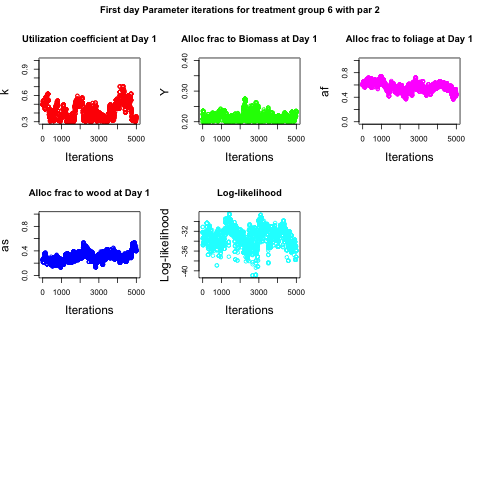 First day Parameter iterations for treatment group 6 with par 2
Utilization coefficient at Day 1
k
0.3 0.5 0.7 0.9
0 1000 3000 5000
Iterations
Alloc frac to Biomass at Day 1
Y
0.20 0.30 0.40
0 1000 3000 5000
Iterations
Alloc frac to foliage at Day 1
af
0.0 0.4 0.8
0 1000 3000 5000
Iterations
Alloc frac to wood at Day 1
as
0.0 0.4 0.8
0 1000 3000 5000
Iterations
Log-likelihood
Log-likelihood
-40 -36 -32
0 1000 3000 5000
Iterations